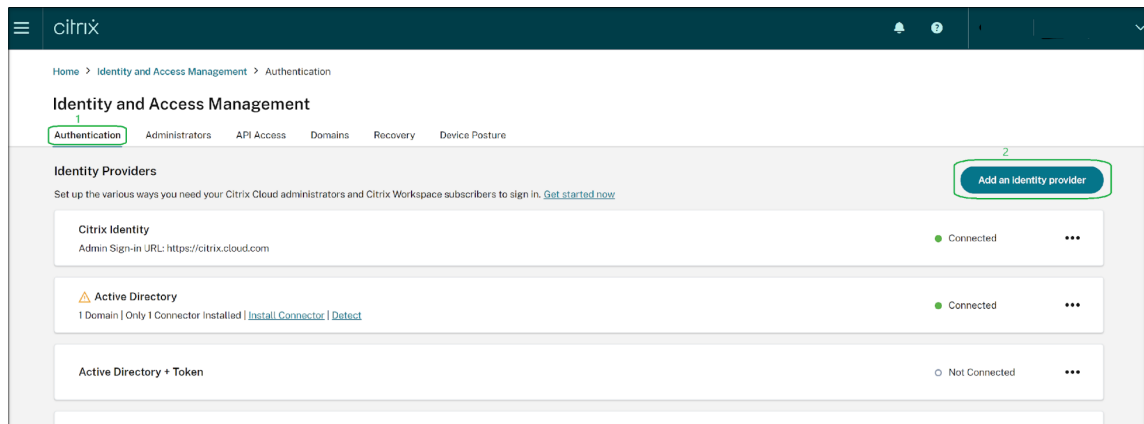 citrix
Home > Identity and Access Management > Authentication
Identity and Access Management
1
Authentication Administrators API Access Domains Recovery Device Posture
2
Identity Providers
Add an identity provider
Set up the various ways you need your Citrix Cloud administrators and Citrix Workspace subscribers to sign in. Get started now
Citrix Identity
Admin Sign-in URL: https://citrix.cloud.com
Connected
Active Directory
1 Domain | Only 1 Connector Installed | Install Connector | Detect
Connected
Active Directory + Token
Not Connected